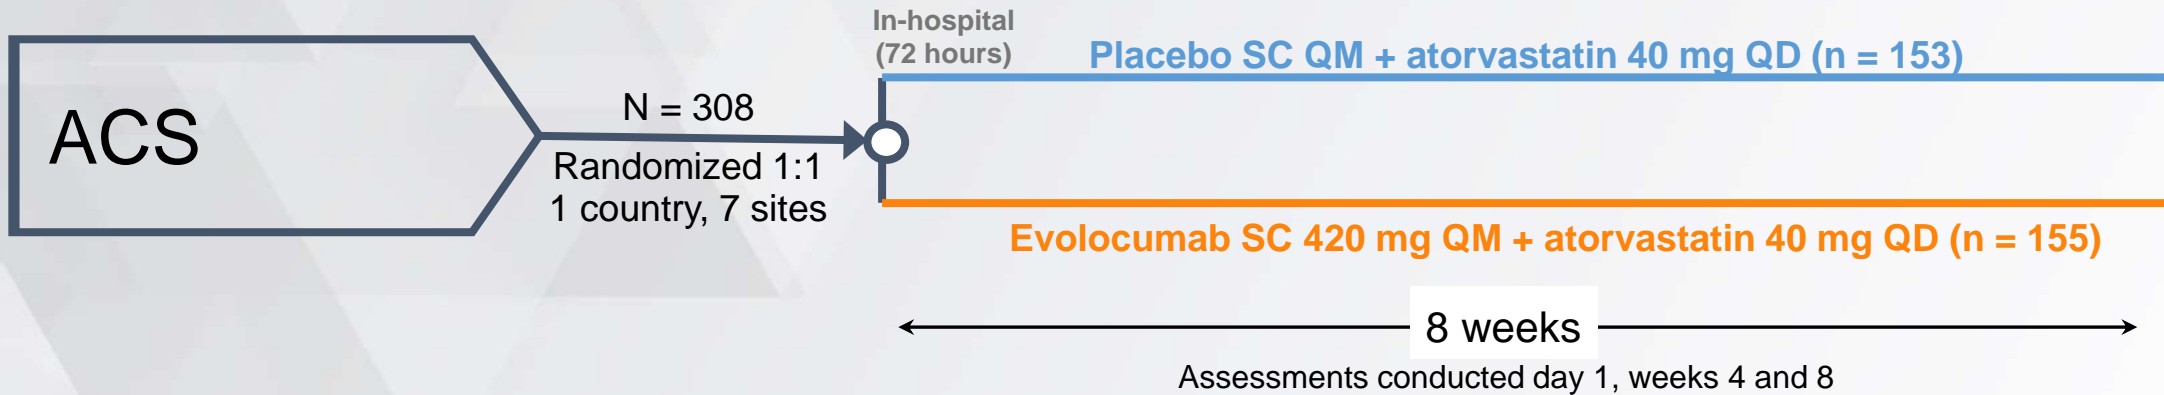 ACS
N = 308
Randomized 1:1
1 country, 7 sites
In-hospital
(72 hours)
Placebo SC QM + atorvastatin 40 mg QD (n = 153)
Evolocumab SC 420 mg QM + atorvastatin 40 mg QD (n = 155)
8 weeks
Assessments conducted day 1, weeks 4 and 8